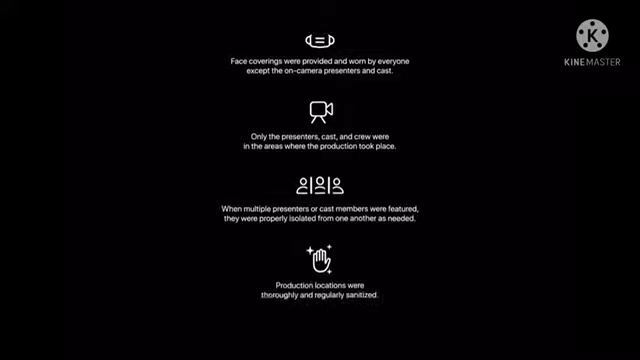 Face coverings were provided and worn by everyone
except the on-camera presenters and cast.
K
KINEMASTER
Only the presenters, cast, and crew were
in the areas where the production took place.
When multiple presenters or cast members were featured,
they were properly isolated from one another as needed.
Production locations were
thoroughly and regularly sanitized.